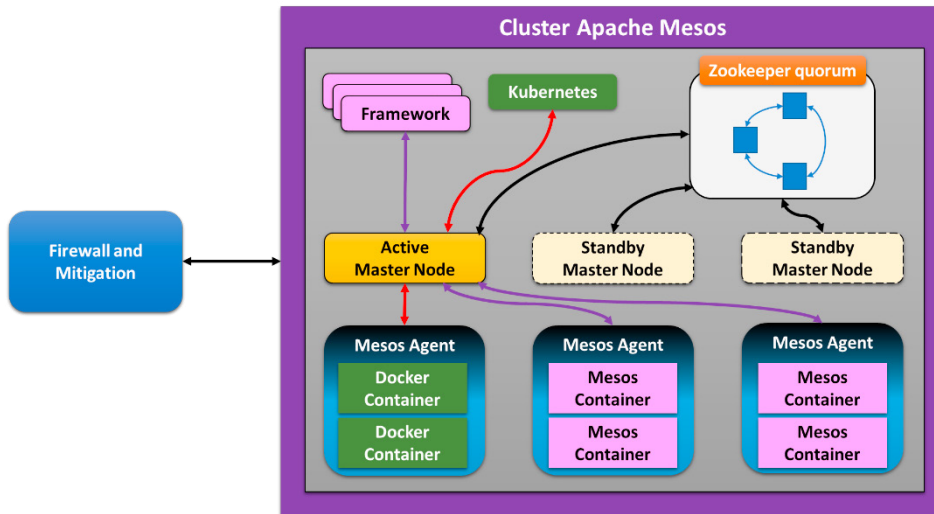 Cluster Apache Mesos
Zookeeper quorum
Kubernetes
Framework
Firewall and
Mitigation
Active
Master Node
Standby
Master Node
Standby
Master Node
Mesos Agent
Docker
Container
Docker
Container
Mesos Agent
Mesos
Container
Mesos
Container
Mesos Agent
Mesos
Container
Mesos
Container